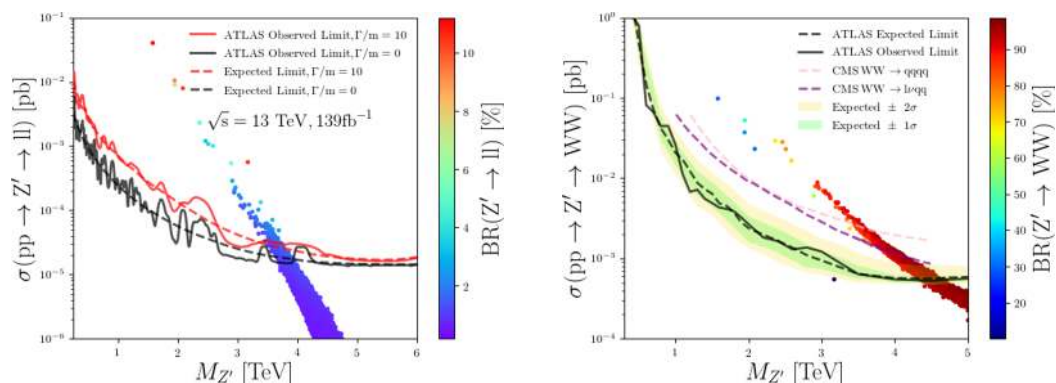 10⁻¹
10⁻²
10⁻³
10⁻⁴
10⁻⁵
10⁻⁶
σ(pp → Z′ → ll) [pb]
ATLAS Observed Limit, Γ/m = 10
ATLAS Observed Limit, Γ/m = 0
Expected Limit, Γ/m = 10
Expected Limit, Γ/m = 0
√s = 13 TeV, 139fb⁻¹
1 2 3 4 5 6
M_Z′ [TeV]
10
8
6
4
2
BR(Z′ → ll) [%]
10⁰
10⁻¹
10⁻²
10⁻³
10⁻⁴
σ(pp → Z′ → WW) [pb]
ATLAS Expected Limit
ATLAS Observed Limit
CMS WW → qqqq
CMS WW → lνqq
Expected ± 2σ
Expected ± 1σ
1 2 3 4 5
M_Z′ [TeV]
90
80
70
60
50
40
30
20
BR(Z′ → WW) [%]